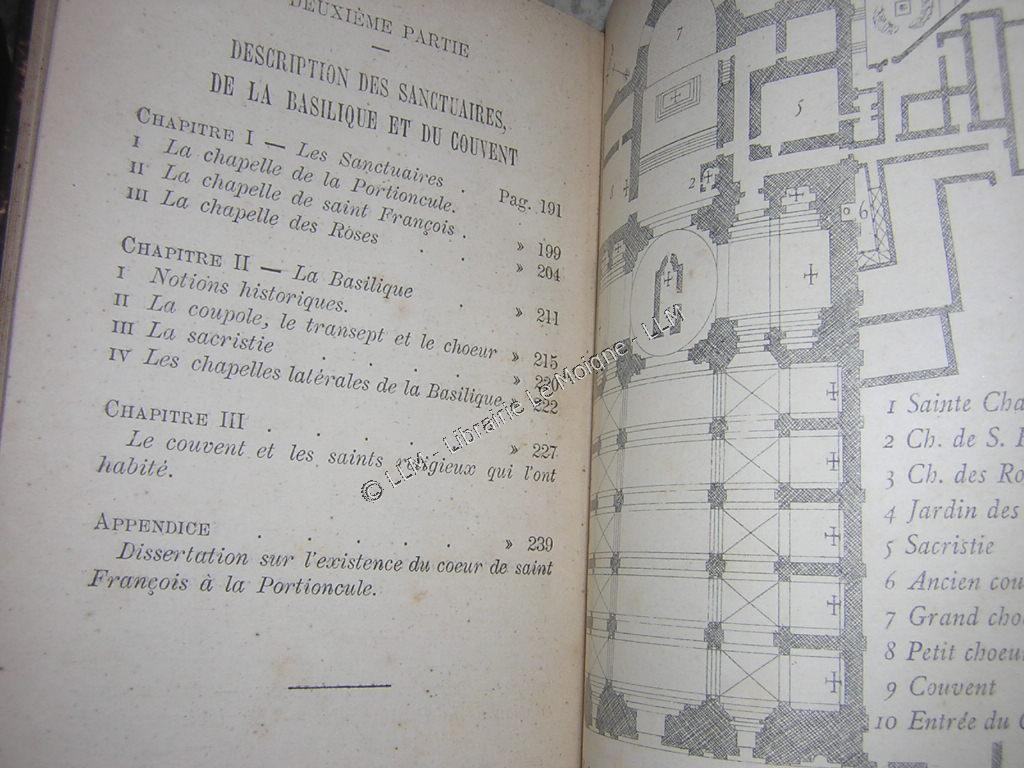 DEUXIÈME PARTIE
DESCRIPTION DES SANCTUAIRES,
DE LA BASILIQUE ET DU COUVENT
CHAPITRE I — Les Sanctuaires . Pag. 191
I La chapelle de la Portioncule.
II La chapelle de saint François . » 199
III La chapelle des Roses . . » 204
CHAPITRE II — La Basilique . » 211
I Notions historiques.
II La coupole, le transept et le choeur » 215
III La sacristie . . . . »
IV Les chapelles latérales de la Basilique. » 222
CHAPITRE III . . . . . » 227
Le couvent et les saints religieux qui l'ont
habité.
APPENDICE . . . . . » 239
Dissertation sur l'existence du coeur de saint
François à la Portioncule.
© LLM - Librairie Le Moigne - LLM
7
5
2
6
1 Sainte Cha
2 Ch. de S.
3 Ch. des Ro
4 Jardin des
5 Sacristie
6 Ancien cou
7 Grand cho
8 Petit choeu
9 Couvent
10 Entrée du